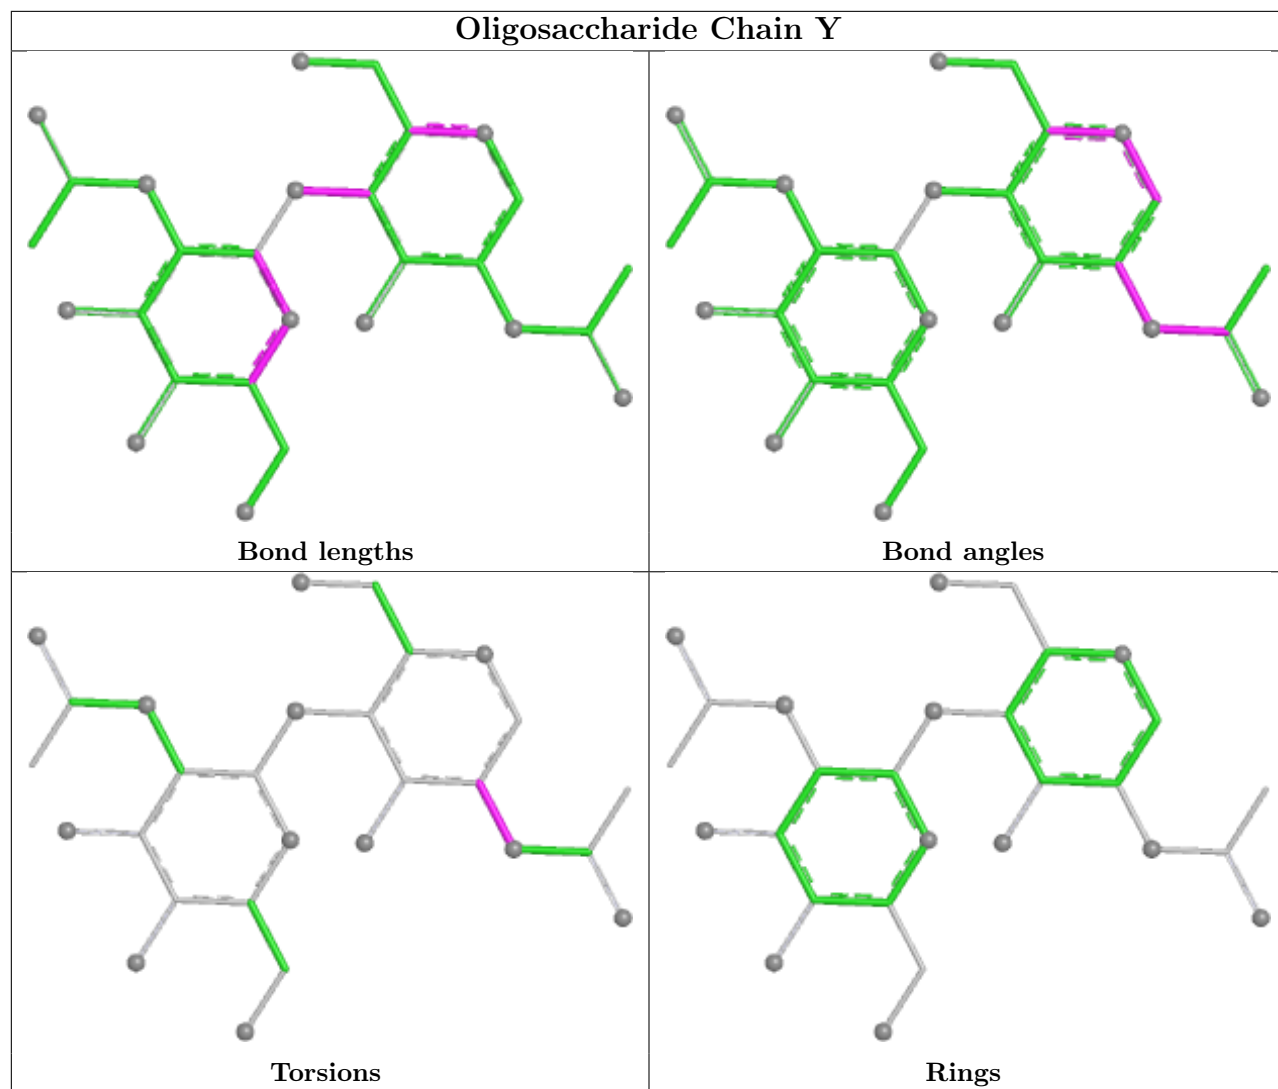 Oligosaccharide Chain Y
Bond lengths
Bond angles
Torsions
Rings